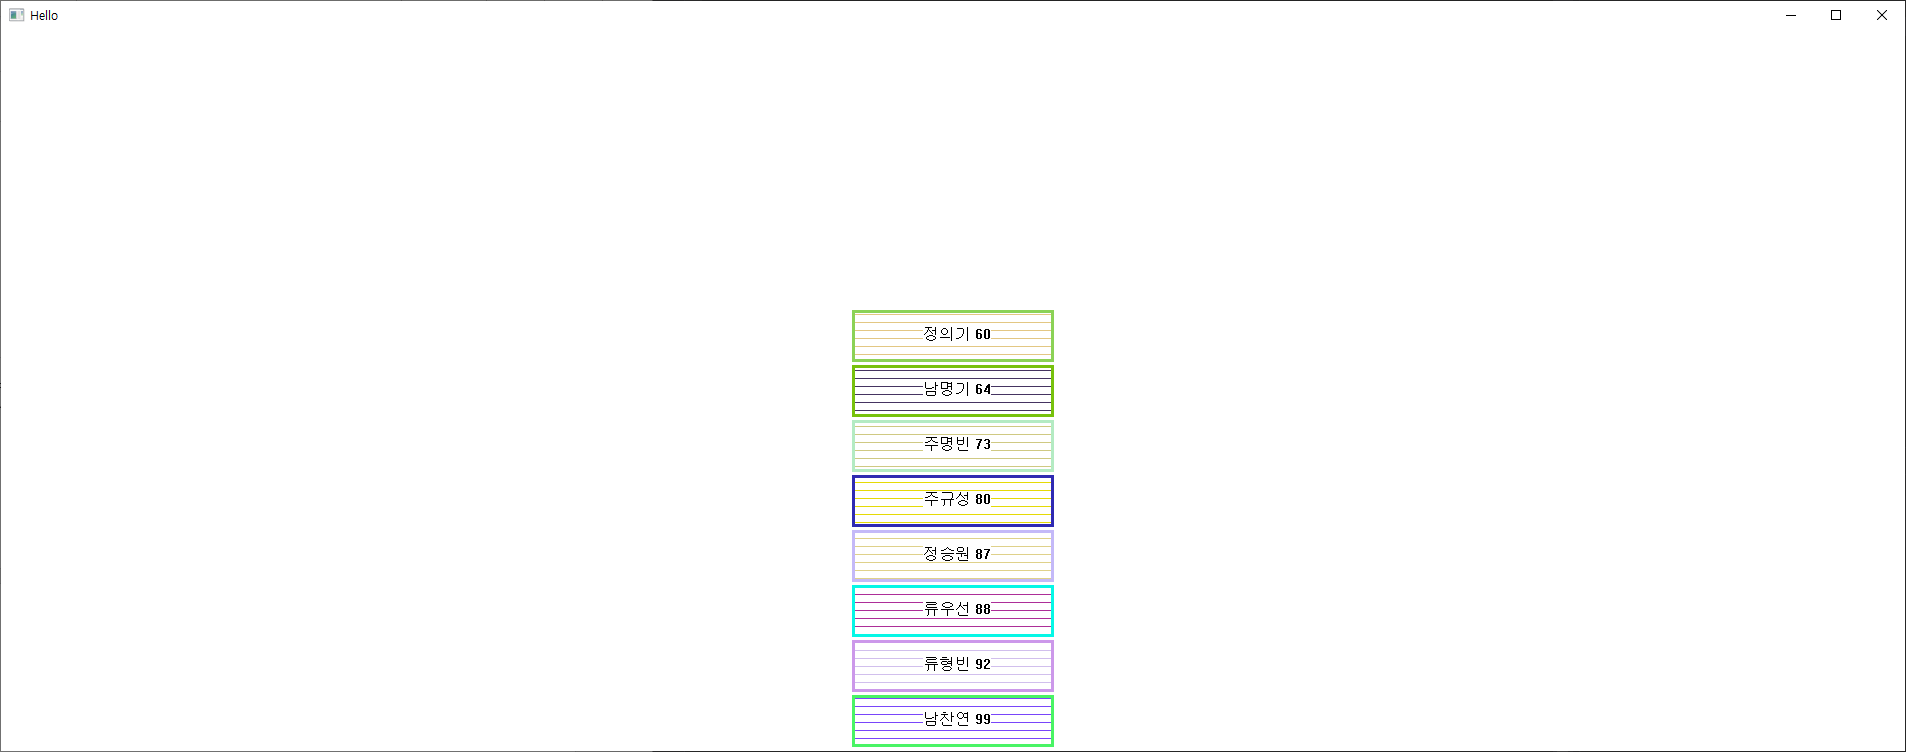 Hello
정의기 60
남명기 64
주명빈 73
주규성 80
정승원 87
류우선 88
류형빈 92
남찬연 99